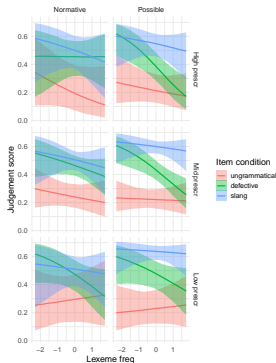 Normative Possible
0.6
0.4
0.2
0.0
High prescr
0.6
0.4
0.2
0.0
Mid prescr
0.6
0.4
0.2
0.0
Low prescr
-2 -1 0 1 -2 -1 0 1
Lexeme freq
Judgement score
Item condition
ungrammatical
defective
slang